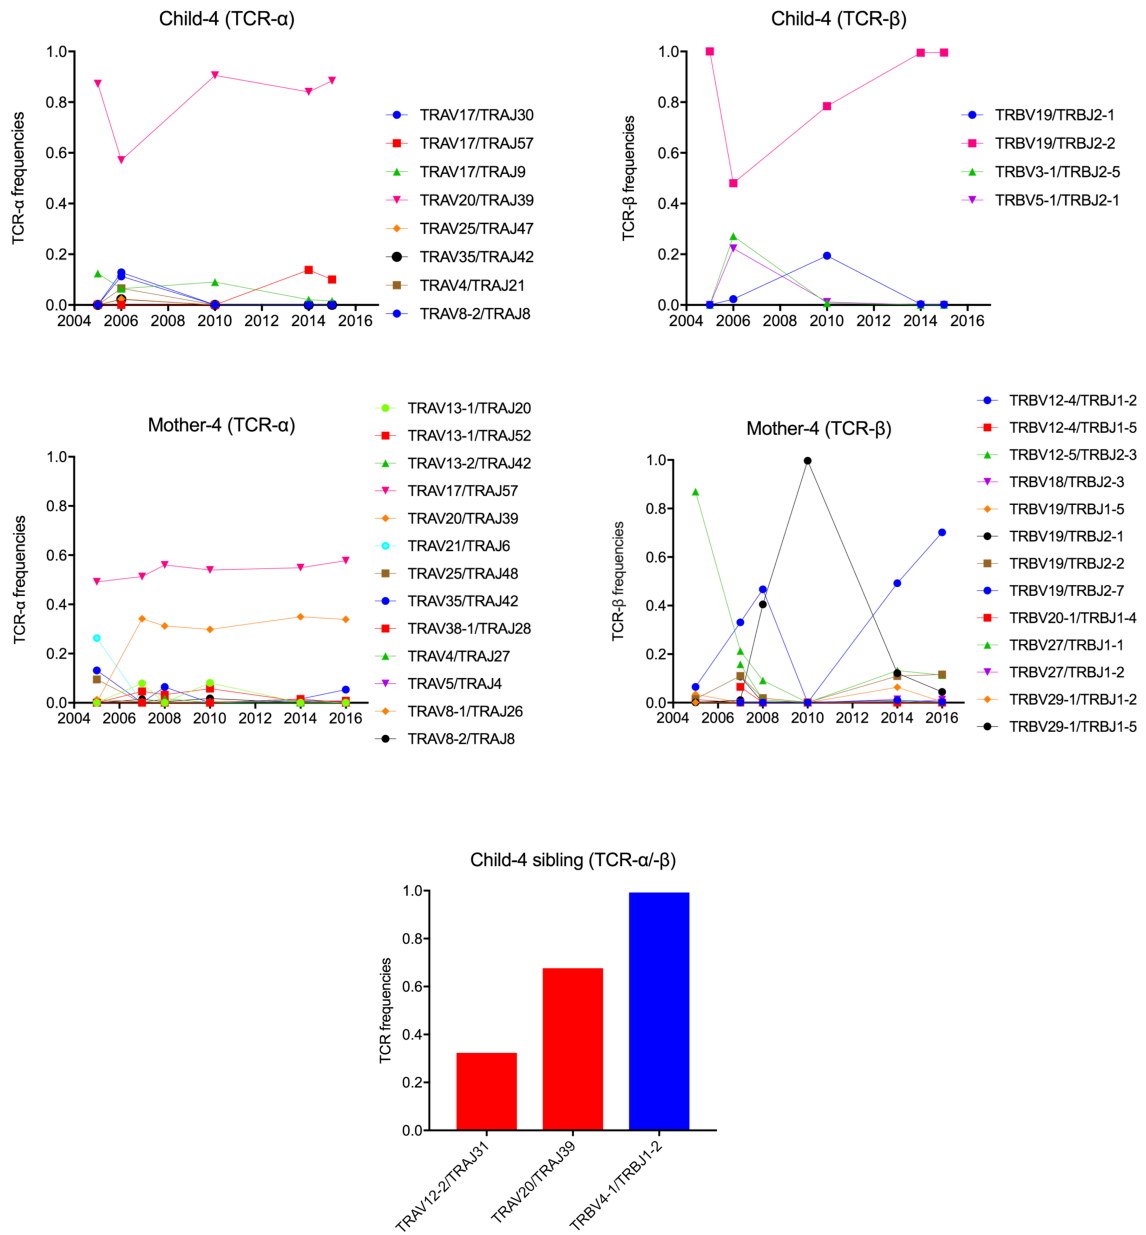 Child-4 (TCR-α)
TCR-α frequencies
1.0
0.8
0.6
0.4
0.2
0.0
2004 2006 2008 2010 2012 2014 2016
TRAV17/TRAJ30
TRAV17/TRAJ57
TRAV17/TRAJ9
TRAV20/TRAJ39
TRAV25/TRAJ47
TRAV35/TRAJ42
TRAV4/TRAJ21
TRAV8-2/TRAJ8
Child-4 (TCR-β)
TCR-β frequencies
1.0
0.8
0.6
0.4
0.2
0.0
2004 2006 2008 2010 2012 2014 2016
TRBV19/TRBJ2-1
TRBV19/TRBJ2-2
TRBV3-1/TRBJ2-5
TRBV5-1/TRBJ2-1
Mother-4 (TCR-α)
TCR-α frequencies
1.0
0.8
0.6
0.4
0.2
0.0
2004 2006 2008 2010 2012 2014 2016
TRAV13-1/TRAJ20
TRAV13-1/TRAJ52
TRAV13-2/TRAJ42
TRAV17/TRAJ57
TRAV20/TRAJ39
TRAV21/TRAJ6
TRAV25/TRAJ48
TRAV35/TRAJ42
TRAV38-1/TRAJ28
TRAV4/TRAJ27
TRAV5/TRAJ4
TRAV8-1/TRAJ26
TRAV8-2/TRAJ8
Mother-4 (TCR-β)
TCR-β frequencies
1.0
0.8
0.6
0.4
0.2
0.0
2004 2006 2008 2010 2012 2014 2016
TRBV12-4/TRBJ1-2
TRBV12-4/TRBJ1-5
TRBV12-5/TRBJ2-3
TRBV18/TRBJ2-3
TRBV19/TRBJ1-5
TRBV19/TRBJ2-1
TRBV19/TRBJ2-2
TRBV19/TRBJ2-7
TRBV20-1/TRBJ1-4
TRBV27/TRBJ1-1
TRBV27/TRBJ1-2
TRBV29-1/TRBJ1-2
TRBV29-1/TRBJ1-5
Child-4 sibling (TCR-α/-β)
TCR frequencies
1.0
0.8
0.6
0.4
0.2
0.0
TRAV12-2/TRAJ31
TRAV20/TRAJ39
TRBV4-1/TRBJ1-2